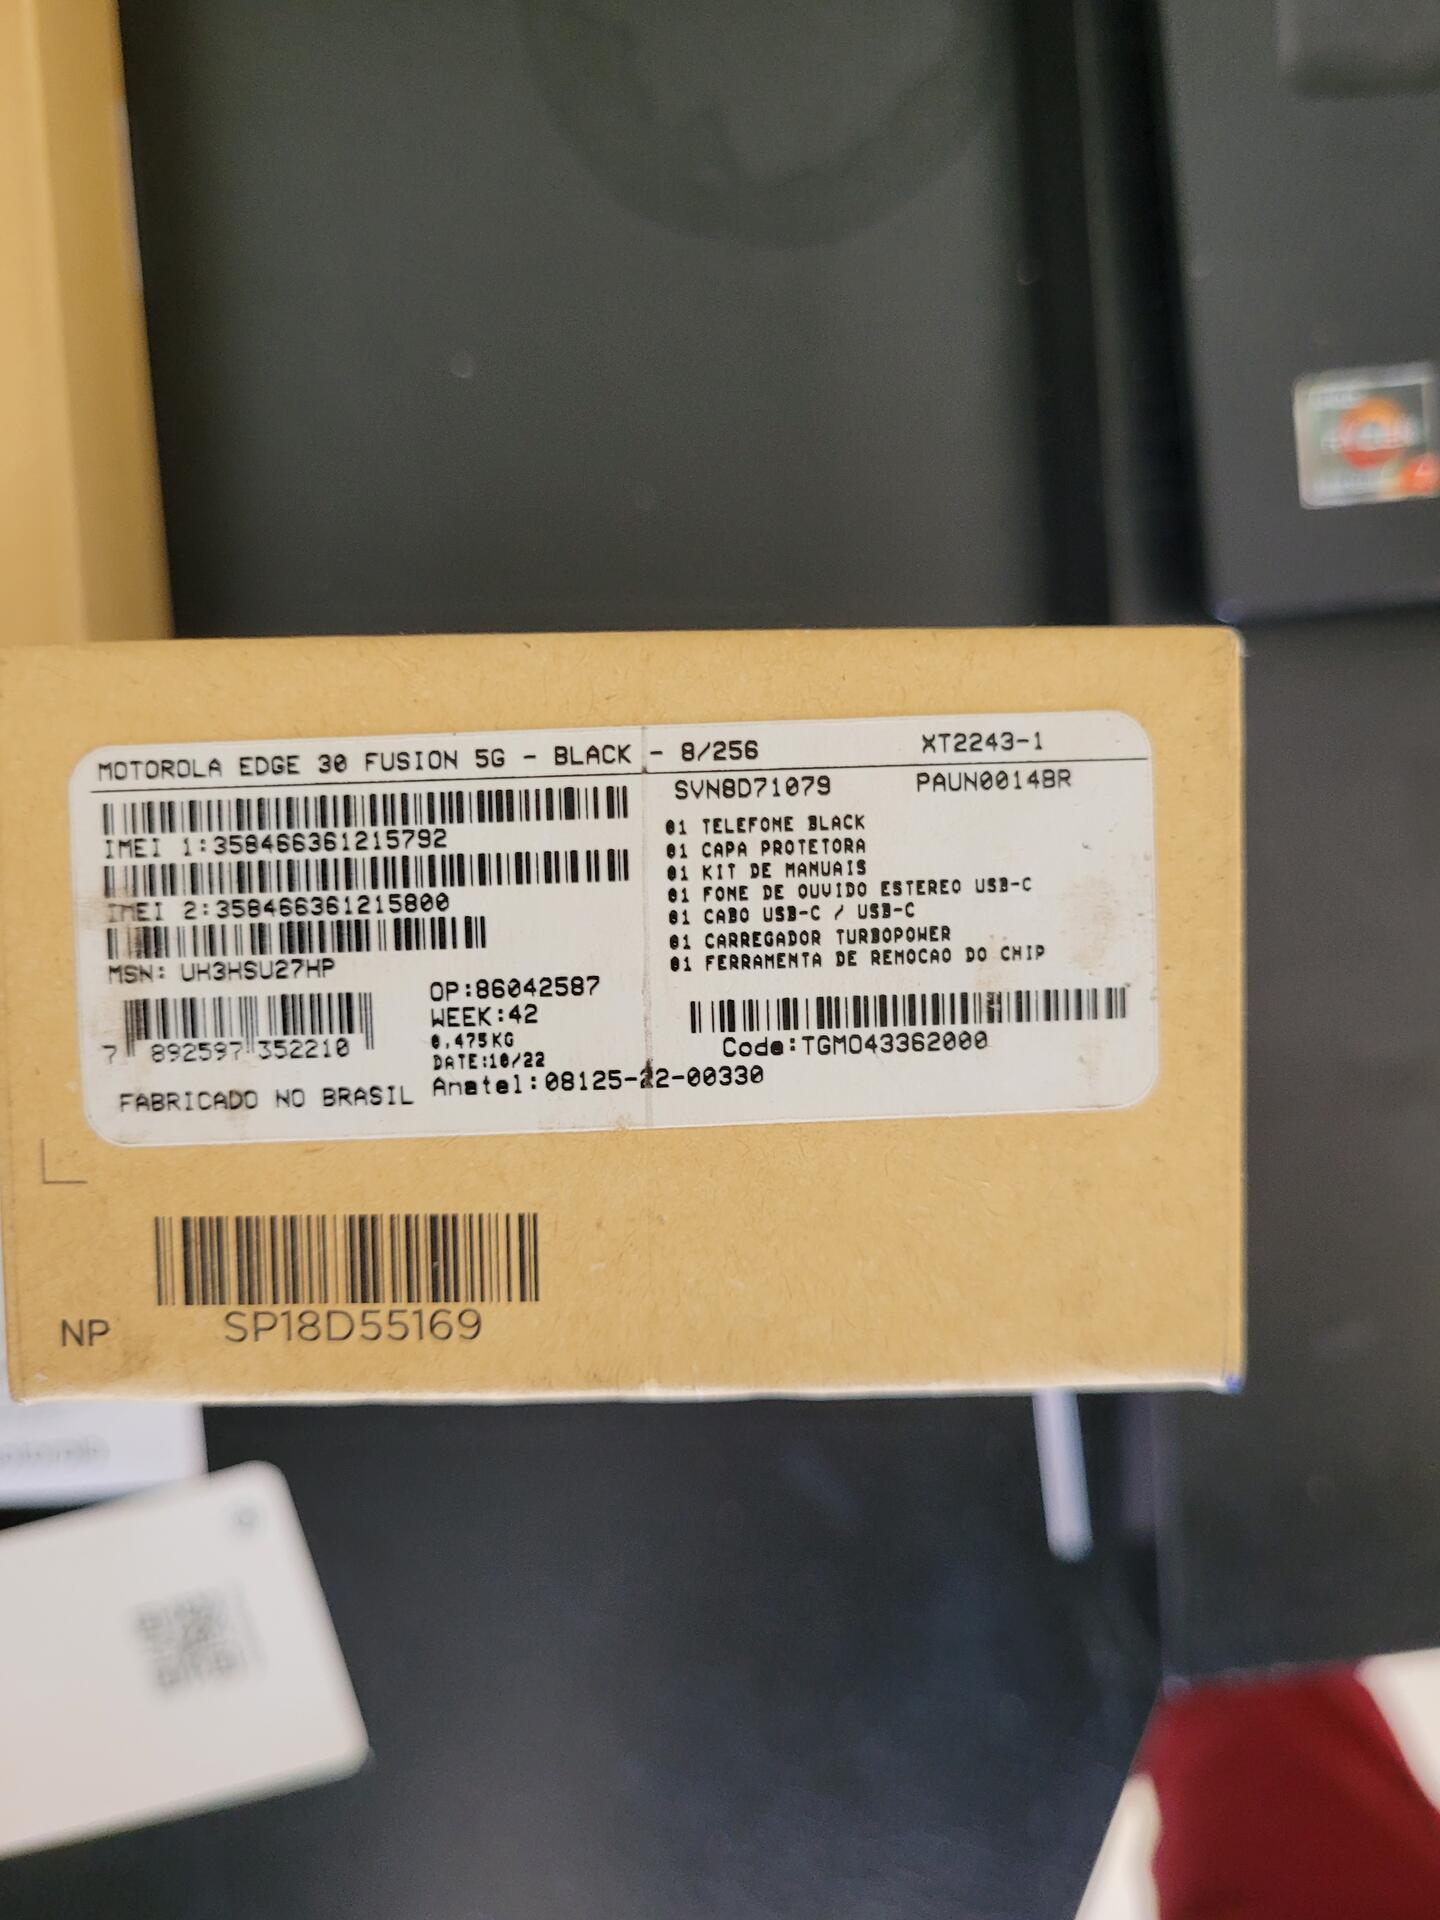 MOTOROLA EDGE 30 FUSION 5G - BLACK - 8/256 XT2243-1
IMEI 1:358466361215792
IMEI 2:358466361215800
MSN: UH3HSU27HP
7 892597 352210
FABRICADO NO BRASIL
OP:86042587
WEEK:42
0,475KG
DATE:10/22
Anatel:08125-22-00330
SVN8D71079 PAUN0014BR
01 TELEFONE BLACK
01 CAPA PROTETORA
01 KIT DE MANUAIS
01 FONE DE OUVIDO ESTEREO USB-C
01 CABO USB-C / USB-C
01 CARREGADOR TURBOPOWER
01 FERRAMENTA DE REMOCAO DO CHIP
Code:TGMO43362000
NP SP18D55169